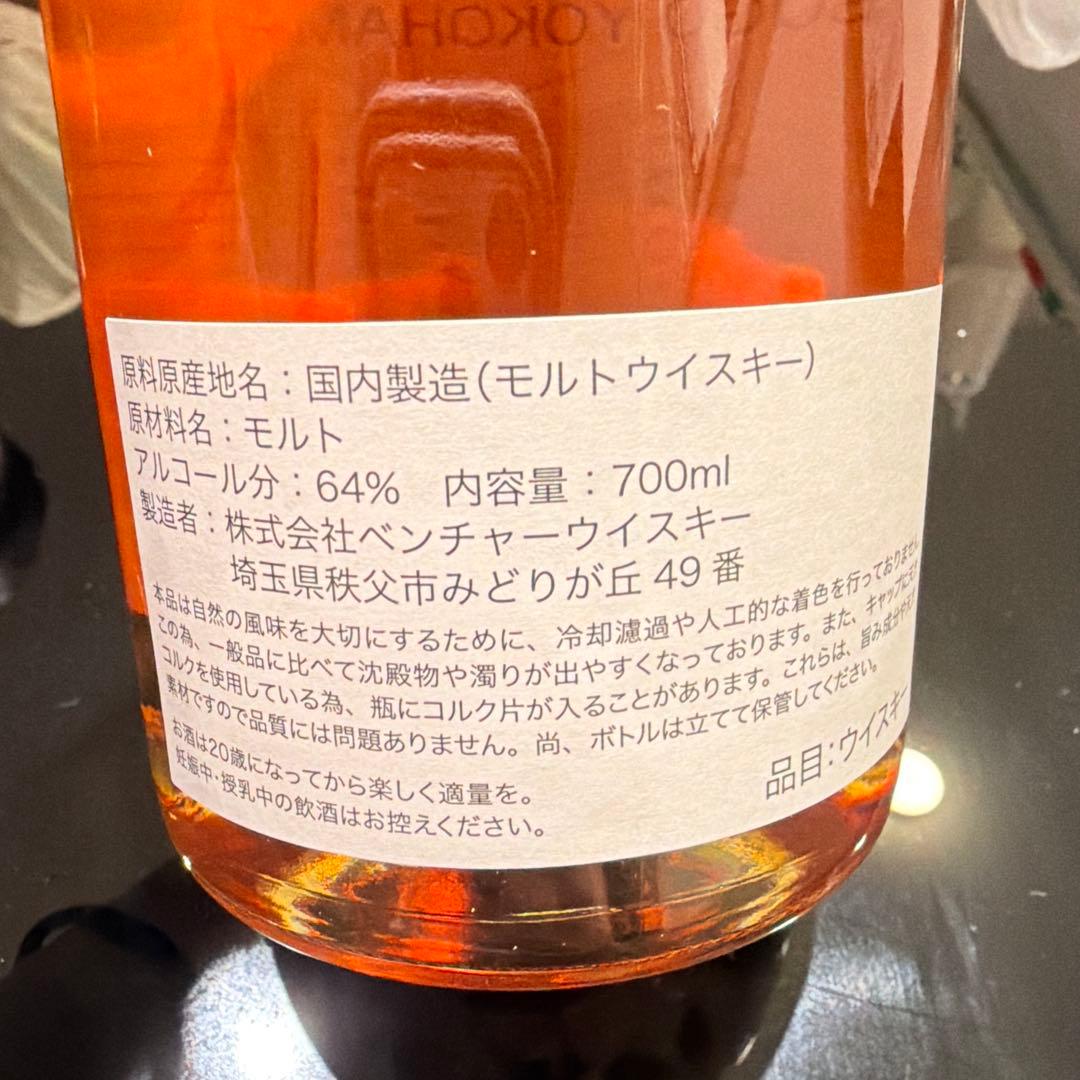 YOKOHAMA
原料原産地名：国内製造(モルトウイスキー)
原材料名：モルト
アルコール分：64% 内容量：700ml
製造者：株式会社ベンチャーウイスキー
埼玉県秩父市みどりが丘 49 番
本品は自然の風味を大切にするために、冷却濾過や人工的な着色を行っておりません
この為、一般品に比べて沈殿物や濁りが出やすくなっております。また、キャップに天
コルクを使用している為、瓶にコルク片が入ることがあります。これらは、旨み成分や
素材ですので品質には問題ありません。尚、ボトルは立てて保管してください。
お酒は20歳になってから楽しく適量を。
妊娠中・授乳中の飲酒はお控えください。
品目：ウイスキー